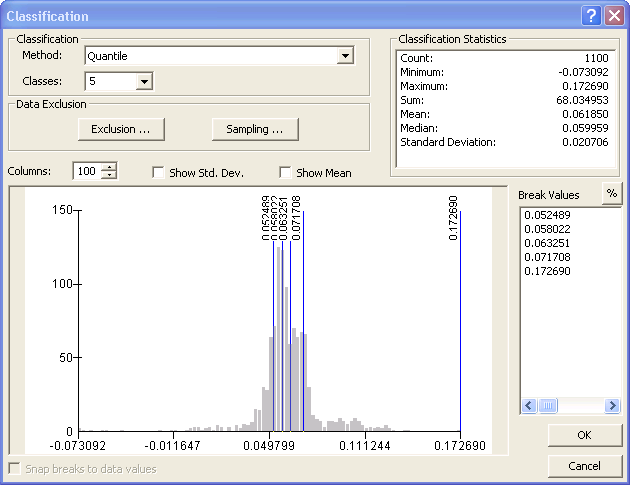 Classification
Classification
Method: Quantile
Classes: 5
Data Exclusion
Exclusion ...
Sampling ...
Classification Statistics
Count: 1100
Minimum: -0.073092
Maximum: 0.172690
Sum: 68.034953
Mean: 0.061850
Median: 0.059959
Standard Deviation: 0.020706
Columns: 100 Show Std. Dev. Show Mean
0.052489
0.058022
0.063251
0.071708
0.172690
150
100
50
0
-0.073092 -0.011647 0.049799 0.111244 0.172690
Break Values %
0.052489
0.058022
0.063251
0.071708
0.172690
OK
Cancel
Snap breaks to data values